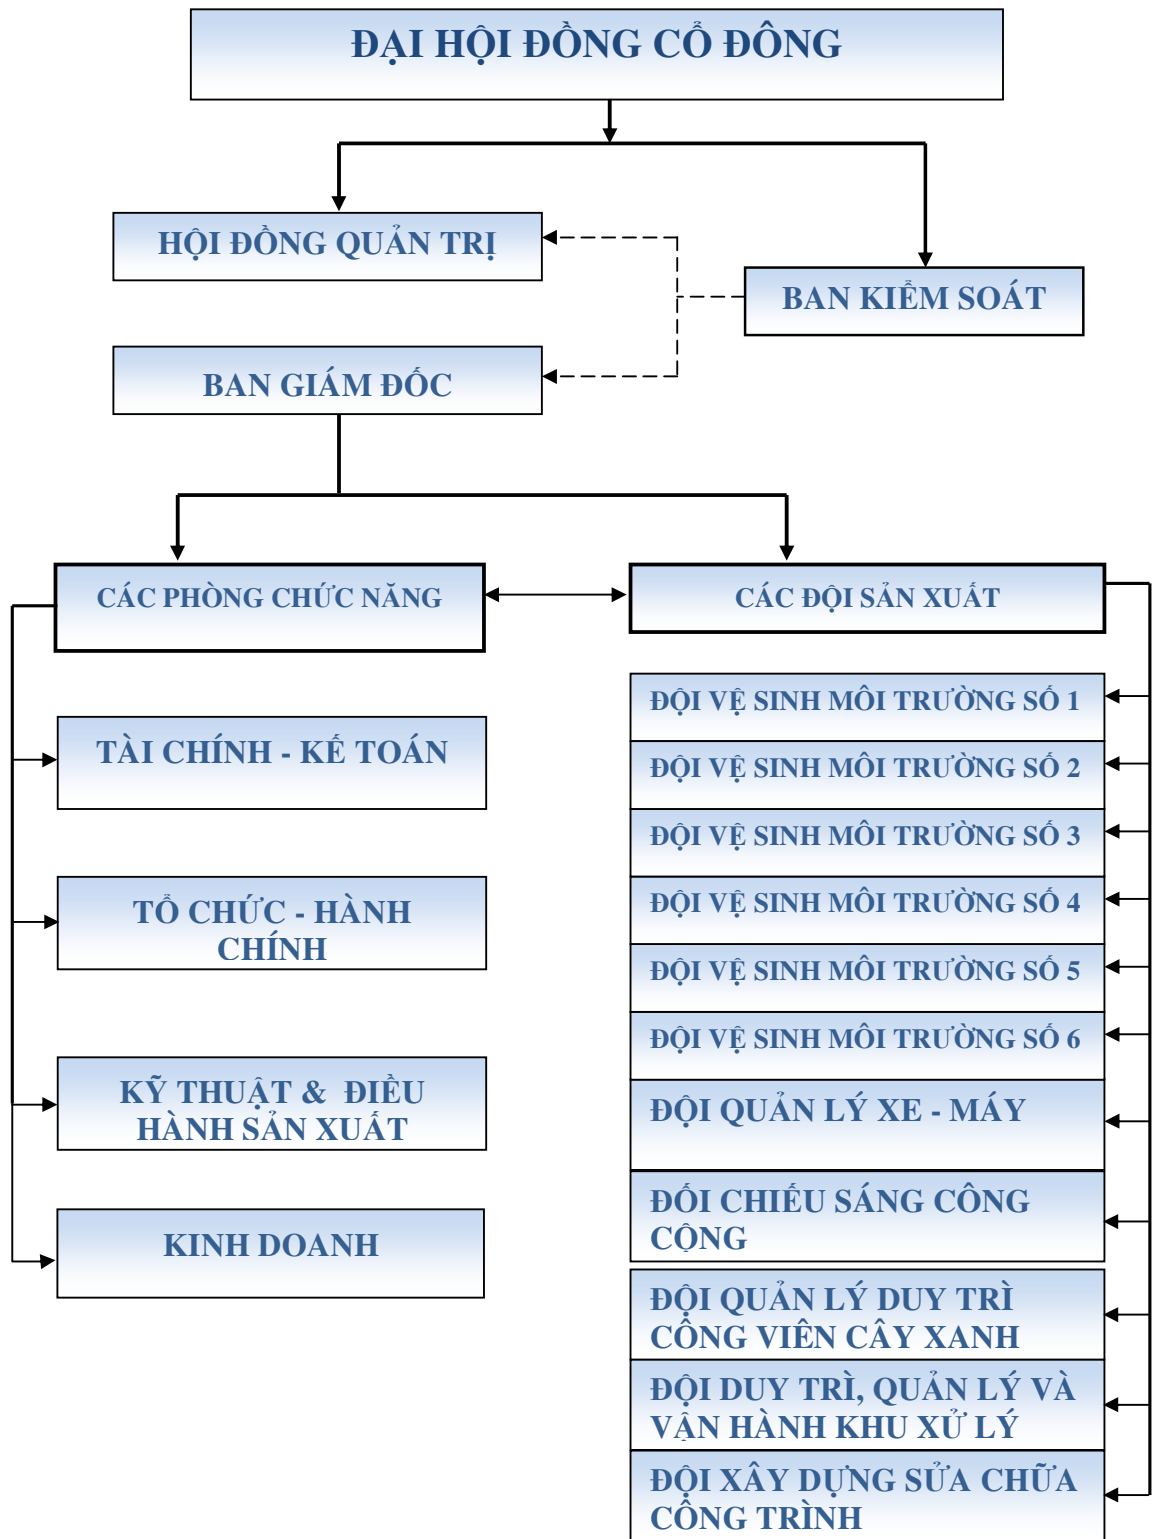 ĐẠI HỘI ĐỒNG CỔ ĐÔNG
HỘI ĐỒNG QUẢN TRỊ
BAN KIỂM SOÁT
BAN GIÁM ĐỐC
CÁC PHÒNG CHỨC NĂNG
TÀI CHÍNH - KẾ TOÁN
TỔ CHỨC - HÀNH
CHÍNH
KỸ THUẬT & ĐIỀU
HÀNH SẢN XUẤT
KINH DOANH
CÁC ĐỘI SẢN XUẤT
ĐỘI VỆ SINH MÔI TRƯỜNG SỐ 1
ĐỘI VỆ SINH MÔI TRƯỜNG SỐ 2
ĐỘI VỆ SINH MÔI TRƯỜNG SỐ 3
ĐỘI VỆ SINH MÔI TRƯỜNG SỐ 4
ĐỘI VỆ SINH MÔI TRƯỜNG SỐ 5
ĐỘI VỆ SINH MÔI TRƯỜNG SỐ 6
ĐỘI QUẢN LÝ XE - MÁY
ĐỐI CHIẾU SÁNG CÔNG
CỘNG
ĐỘI QUẢN LÝ DUY TRÌ
CÔNG VIÊN CÂY XANH
ĐỘI DUY TRÌ, QUẢN LÝ VÀ
VẬN HÀNH KHU XỬ LÝ
ĐỘI XÂY DỰNG SỬA CHỮA
CÔNG TRÌNH